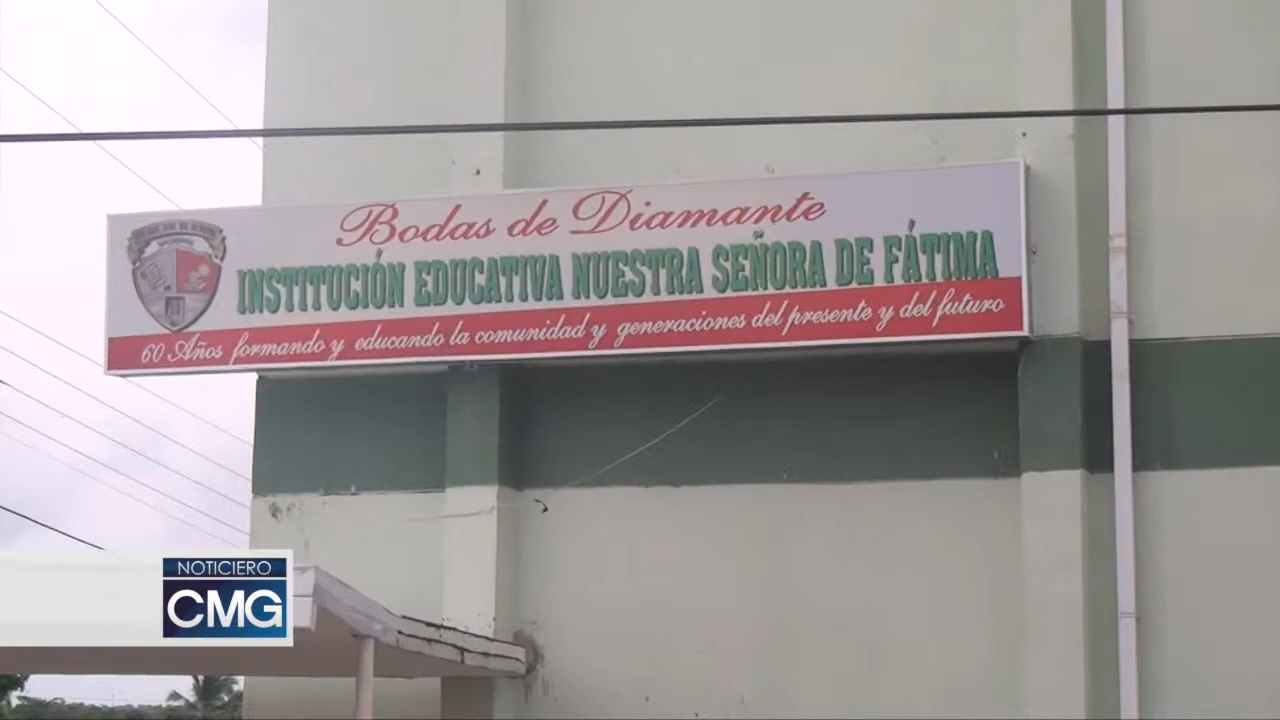 Bodas de Diamante
INSTITUCIÓN EDUCATIVA NUESTRA SEÑORA DE FÁTIMA
60 Años formando y educando la comunidad y generaciones del presente y del futuro
NOTICIERO
CMG